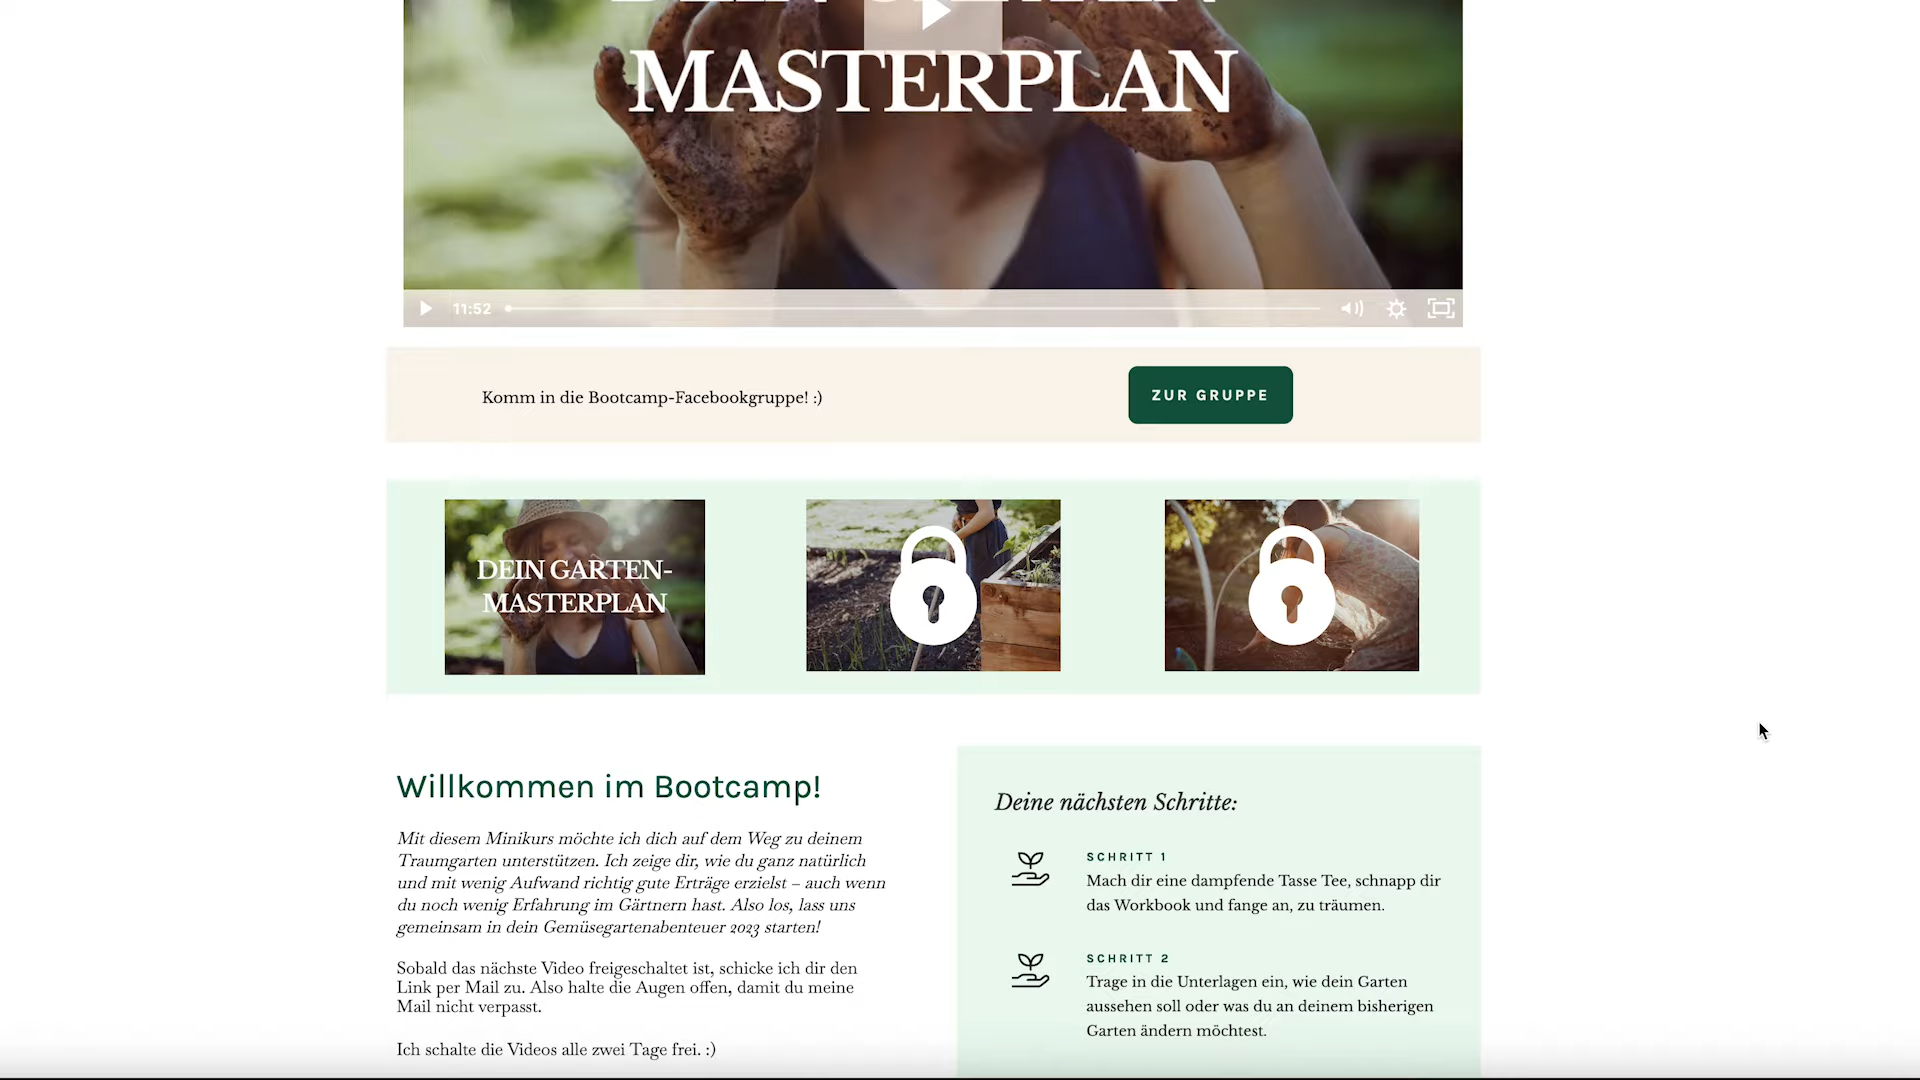 DEIN GARTEN-
MASTERPLAN
11:52
Komm in die Bootcamp-Facebookgruppe! :)
ZUR GRUPPE
DEIN GARTEN-
MASTERPLAN
Willkommen im Bootcamp!
Mit diesem Minikurs möchte ich dich auf dem Weg zu deinem
Traumgarten unterstützen. Ich zeige dir, wie du ganz natürlich
und mit wenig Aufwand richtig gute Erträge erzielst – auch wenn
du noch wenig Erfahrung im Gärtnern hast. Also los, lass uns
gemeinsam in dein Gemüsegartenabenteuer 2023 starten!
Sobald das nächste Video freigeschaltet ist, schicke ich dir den
Link per Mail zu. Also halte die Augen offen, damit du meine
Mail nicht verpasst.
Ich schalte die Videos alle zwei Tage frei. :)
Deine nächsten Schritte:
SCHRITT 1
Mach dir eine dampfende Tasse Tee, schnapp dir
das Workbook und fange an, zu träumen.
SCHRITT 2
Trage in die Unterlagen ein, wie dein Garten
aussehen soll oder was du an deinem bisherigen
Garten ändern möchtest.